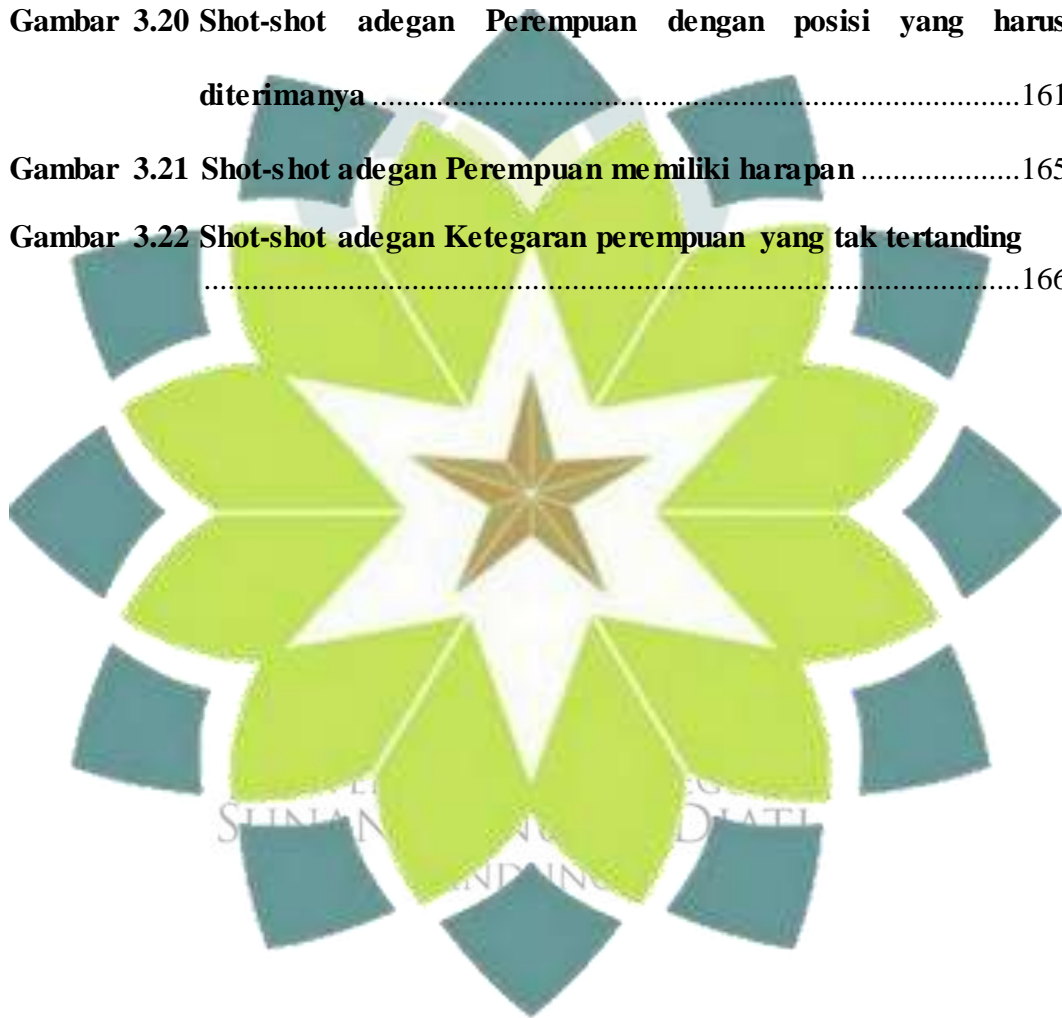 Gambar 3.20 Shot-shot adegan Perempuan dengan posisi yang harus
diterimanya ................................................................................161
Gambar 3.21 Shot-shot adegan Perempuan memiliki harapan ....................165
Gambar 3.22 Shot-shot adegan Ketegaran perempuan yang tak tertanding
.....................................................................................................166